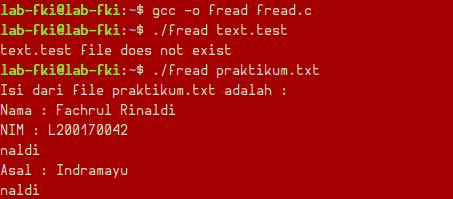 lab-fki@lab-fki:~$ gcc -o fread fread.c
lab-fki@lab-fki:~$ ./fread text.test
text.test file does not exist
lab-fki@lab-fki:~$ ./fread praktikum.txt
Isi dari file praktikum.txt adalah :
Nama : Fachrul Rinaldi
NIM : L200170042
naldi
Asal : Indramayu
naldi